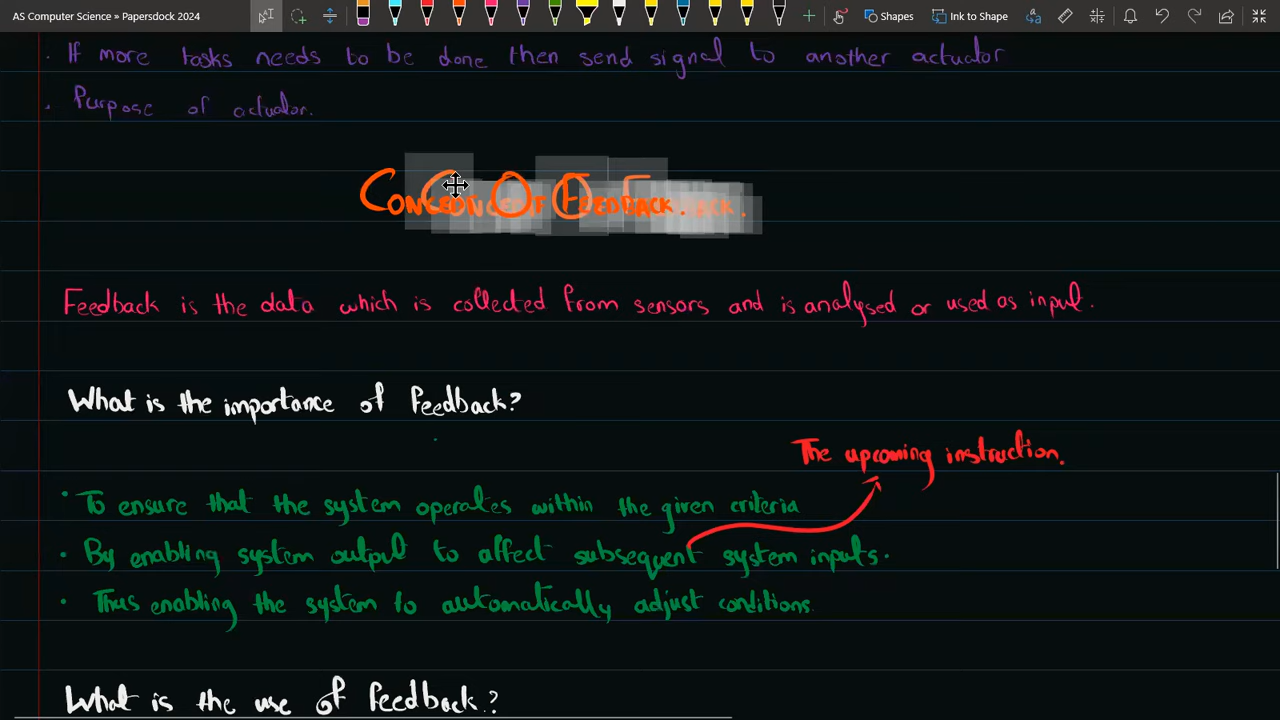 AS Computer Science » Papersdock 2024
Shapes
Ink to Shape
· If more tasks needs to be done then send signal to another actuator
· Purpose of actuator.
Feedback.
Feedback is the data which is collected from sensors and is analysed or used as input.
What is the importance of feedback?
The upcoming instruction.
· To ensure that the system operates within the given criteria
· By enabling system output to affect subsequent system inputs.
· Thus enabling the system to automatically adjust conditions.
What is the use of feedback?